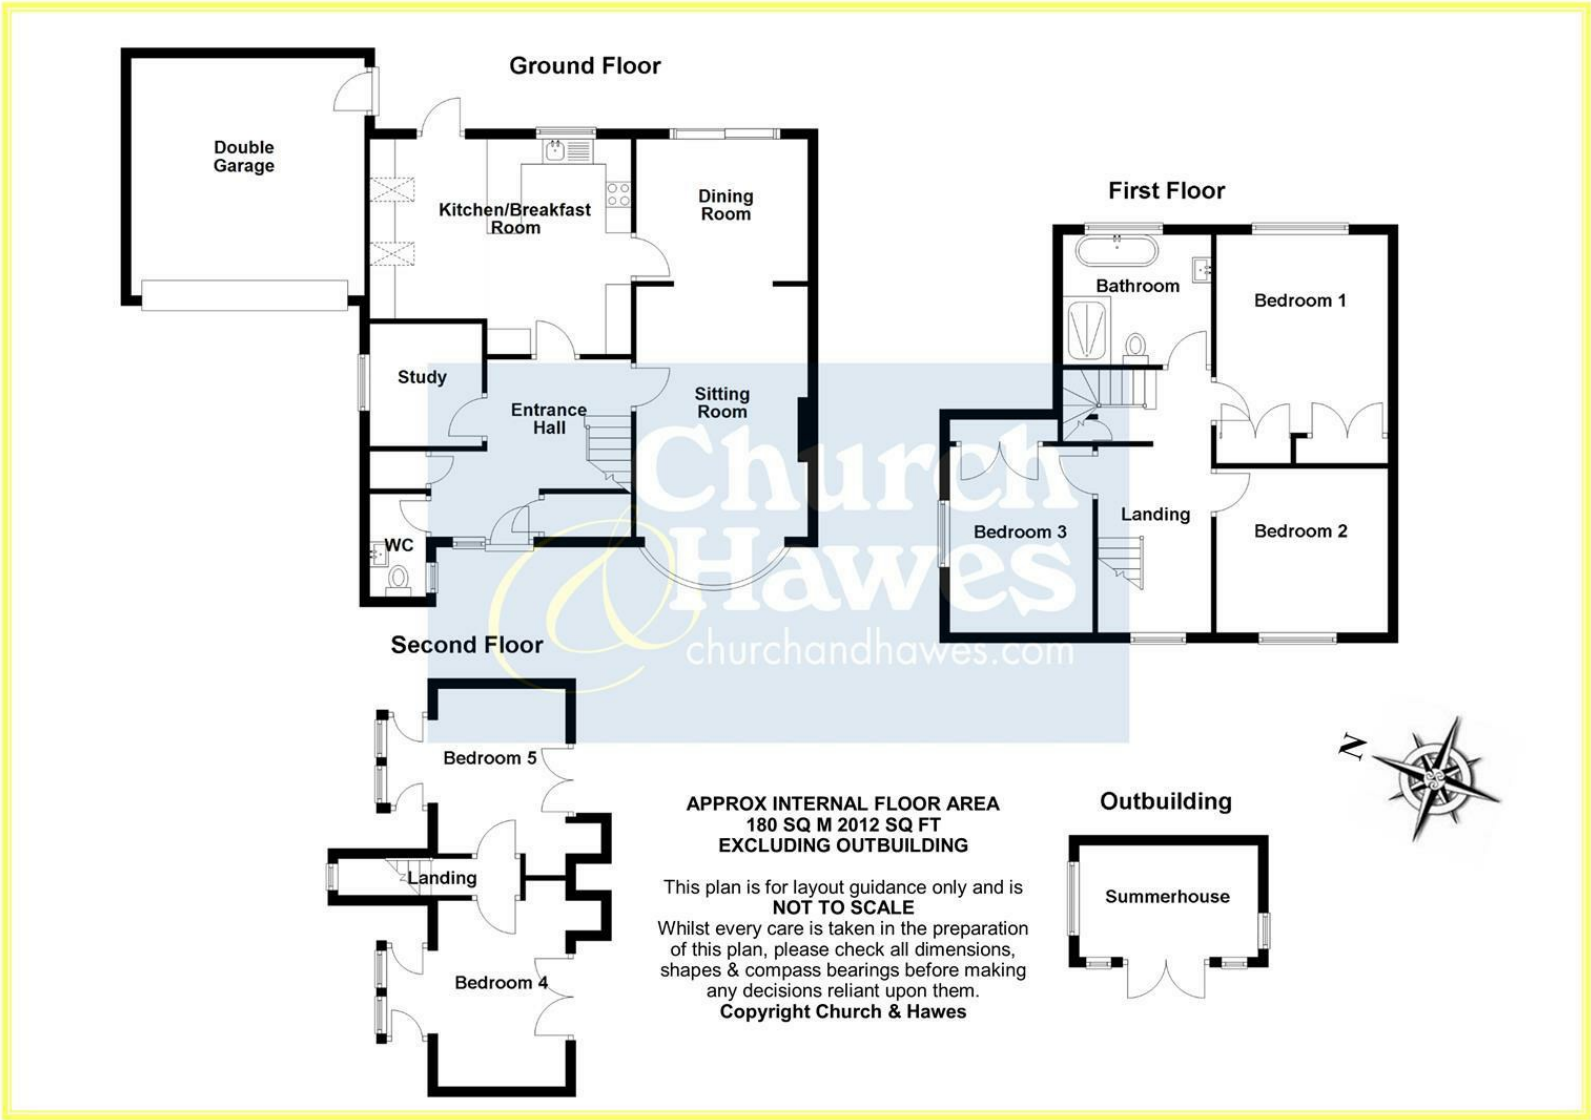 Ground Floor
Double
Garage
Kitchen/Breakfast
Room
Dining
Room
Study
Entrance
Hall
Sitting
Room
WC
First Floor
Bathroom
Bedroom 1
Bedroom 3
Landing
Bedroom 2
Church
& Hawes
churchandhawes.com
Second Floor
Bedroom 5
Landing
Bedroom 4
APPROX INTERNAL FLOOR AREA
180 SQ M 2012 SQ FT
EXCLUDING OUTBUILDING
This plan is for layout guidance only and is
NOT TO SCALE
Whilst every care is taken in the preparation
of this plan, please check all dimensions,
shapes & compass bearings before making
any decisions reliant upon them.
Copyright Church & Hawes
N
Outbuilding
Summerhouse